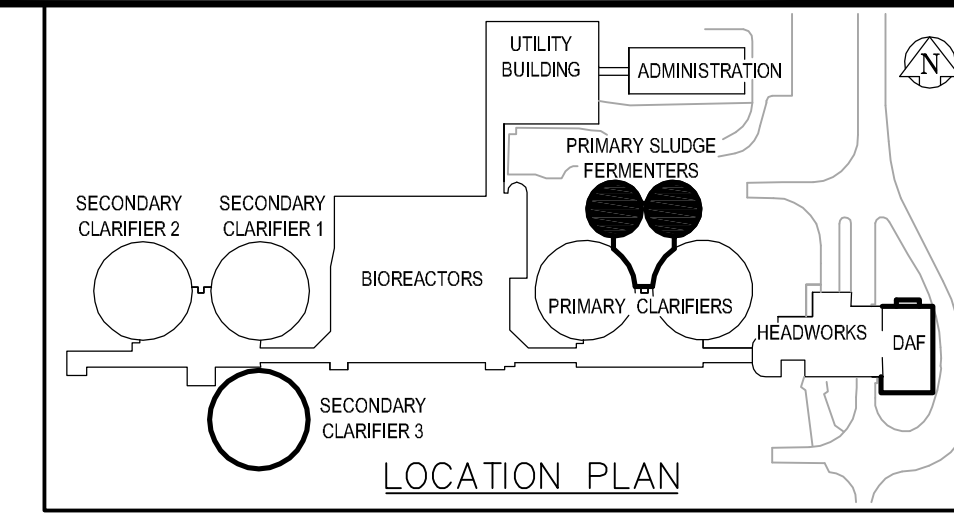 UTILITY
BUILDING
ADMINISTRATION
N
PRIMARY SLUDGE
FERMENTERS
SECONDARY
CLARIFIER 2
SECONDARY
CLARIFIER 1
BIOREACTORS
PRIMARY CLARIFIERS
HEADWORKS
DAF
SECONDARY
CLARIFIER 3
LOCATION PLAN